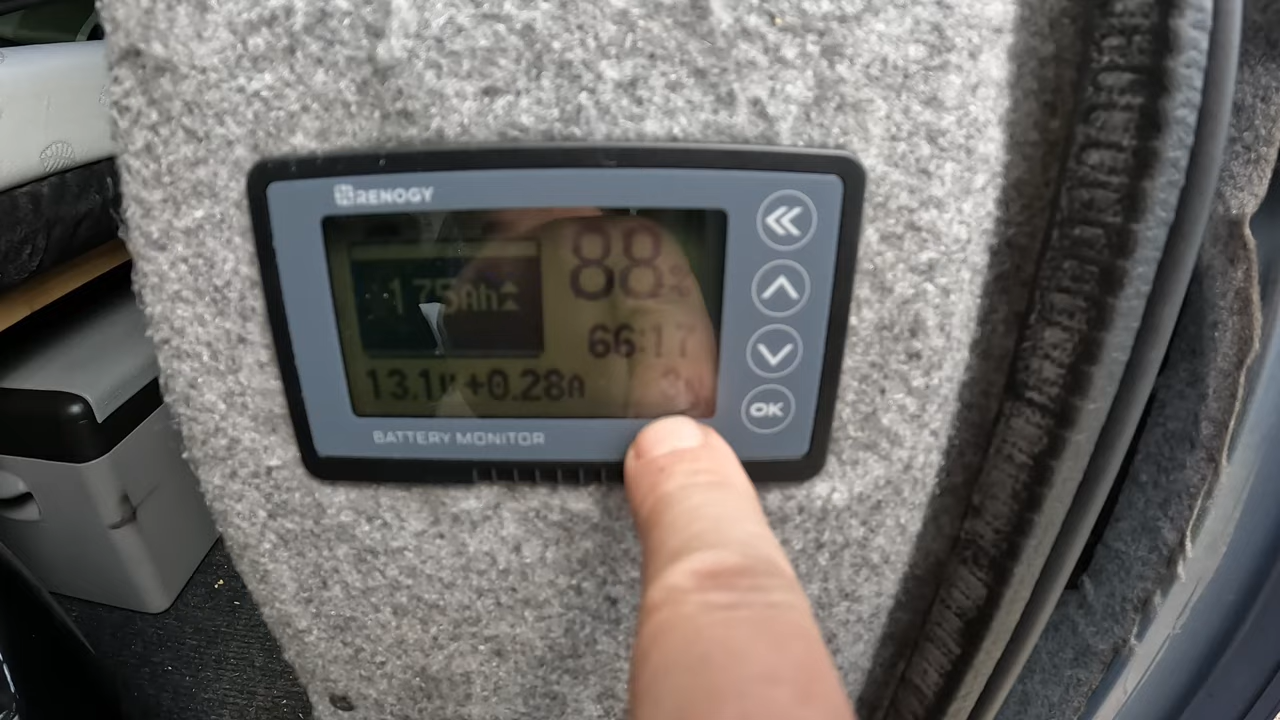 RENOGY
175Ah
88%
66:17
13.1V +0.28A
OK
BATTERY MONITOR